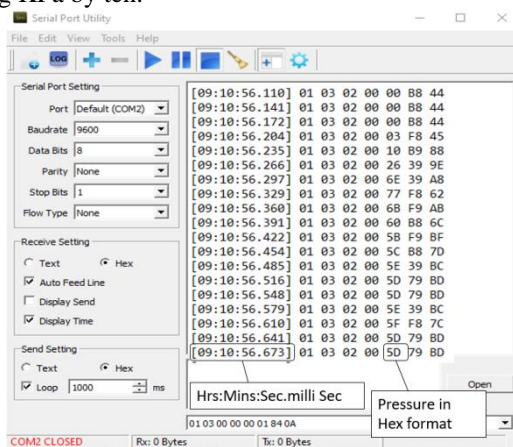 Serial Port Utility
File Edit View Tools Help
LOG
Serial Port Setting
Port Default (COM2)
Baudrate 9600
Data Bits 8
Parity None
Stop Bits 1
Flow Type None
Receive Setting
Text Hex
Auto Feed Line
Display Send
Display Time
Send Setting
Text Hex
Loop 1000 ms
[09:10:56.110] 01 03 02 00 00 B8 44
[09:10:56.141] 01 03 02 00 00 B8 44
[09:10:56.172] 01 03 02 00 00 B8 44
[09:10:56.204] 01 03 02 00 03 F8 45
[09:10:56.235] 01 03 02 00 10 B9 88
[09:10:56.266] 01 03 02 00 26 39 9E
[09:10:56.297] 01 03 02 00 6E 39 A8
[09:10:56.329] 01 03 02 00 77 F8 62
[09:10:56.360] 01 03 02 00 6B F9 AB
[09:10:56.391] 01 03 02 00 60 B8 6C
[09:10:56.422] 01 03 02 00 5B F9 BF
[09:10:56.454] 01 03 02 00 5C B8 7D
[09:10:56.485] 01 03 02 00 5E 39 BC
[09:10:56.516] 01 03 02 00 5D 79 BD
[09:10:56.548] 01 03 02 00 5D 79 BD
[09:10:56.579] 01 03 02 00 5E 39 BC
[09:10:56.610] 01 03 02 00 5F F8 7C
[09:10:56.641] 01 03 02 00 5D 79 BD
[09:10:56.673] 01 03 02 00 5D 79 BD
Hrs:Mins:Sec.milli Sec
Pressure in
Hex format
Open
01 03 00 00 00 01 84 0A
COM2 CLOSED Rx: 0 Bytes Tx: 0 Bytes